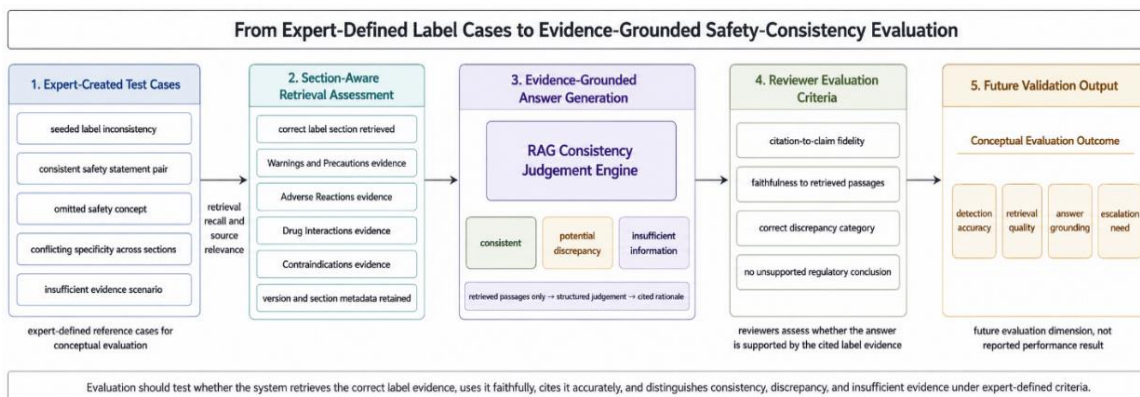 From Expert-Defined Label Cases to Evidence-Grounded Safety-Consistency Evaluation
1. Expert-Created Test Cases
seeded label inconsistency
consistent safety statement pair
omitted safety concept
conflicting specificity across sections
insufficient evidence scenario
expert-defined reference cases for
conceptual evaluation
retrieval
recall and
source
relevance
2. Section-Aware
Retrieval Assessment
correct label section retrieved
Warnings and Precautions evidence
Adverse Reactions evidence
Drug Interactions evidence
Contraindications evidence
version and section metadata retained
3. Evidence-Grounded
Answer Generation
RAG Consistency
Judgement Engine
consistent
potential
discrepancy
insufficient
information
retrieved passages only → structured judgement → cited rationale
4. Reviewer Evaluation
Criteria
citation-to-claim fidelity
faithfulness to retrieved passages
correct discrepancy category
no unsupported regulatory conclusion
reviewers assess whether the answer
is supported by the cited label evidence
5. Future Validation Output
Conceptual Evaluation Outcome
detection
accuracy
retrieval
quality
answer
grounding
escalation
need
future evaluation dimension, not
reported performance result
Evaluation should test whether the system retrieves the correct label evidence, uses it faithfully, cites it accurately, and distinguishes consistency, discrepancy, and insufficient evidence under expert-defined criteria.